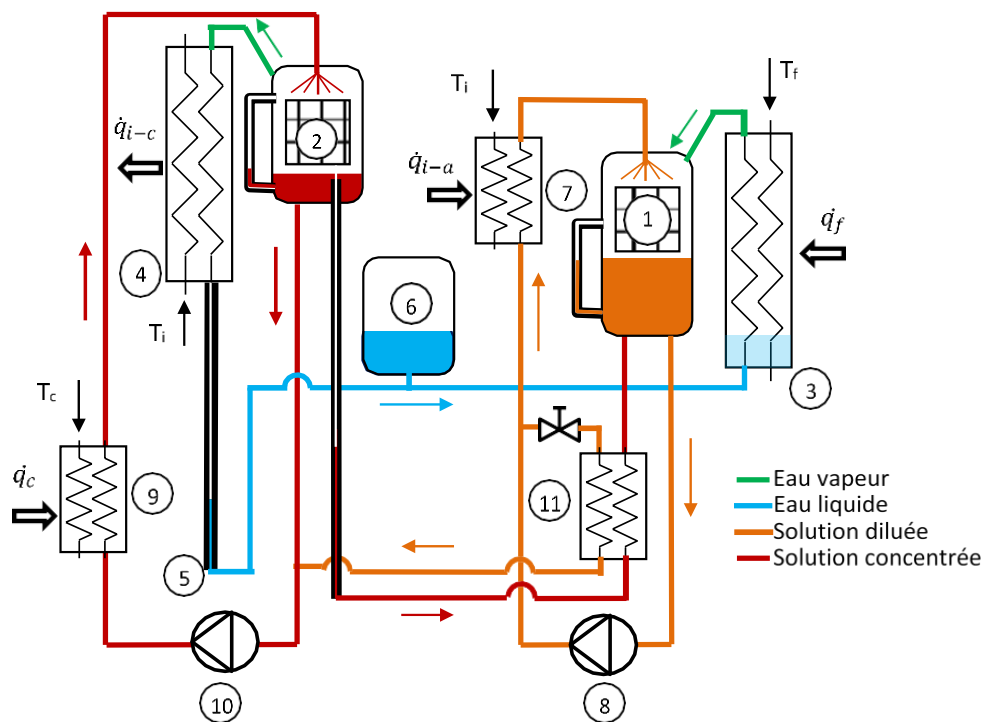 T_f
T_i
2
q̇_{i−c}
q̇_{i−a}
7
1
q̇_f
4
6
T_i
3
T_c
q̇_c
9
11
Eau vapeur
Eau liquide
Solution diluée
Solution concentrée
5
10
8